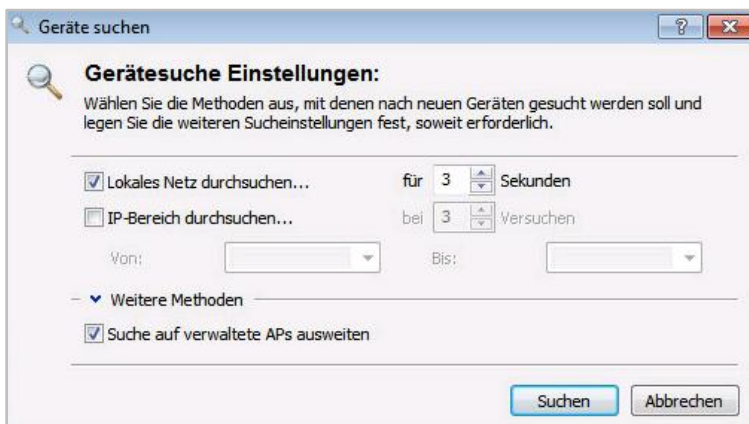 Geräte suchen
Gerätesuche Einstellungen:
Wählen Sie die Methoden aus, mit denen nach neuen Geräten gesucht werden soll und
legen Sie die weiteren Sucheinstellungen fest, soweit erforderlich.
Lokales Netz durchsuchen... für 3 Sekunden
IP-Bereich durchsuchen... bei 3 Versuchen
Von: Bis:
Weitere Methoden
Suche auf verwaltete APs ausweiten
Suchen Abbrechen